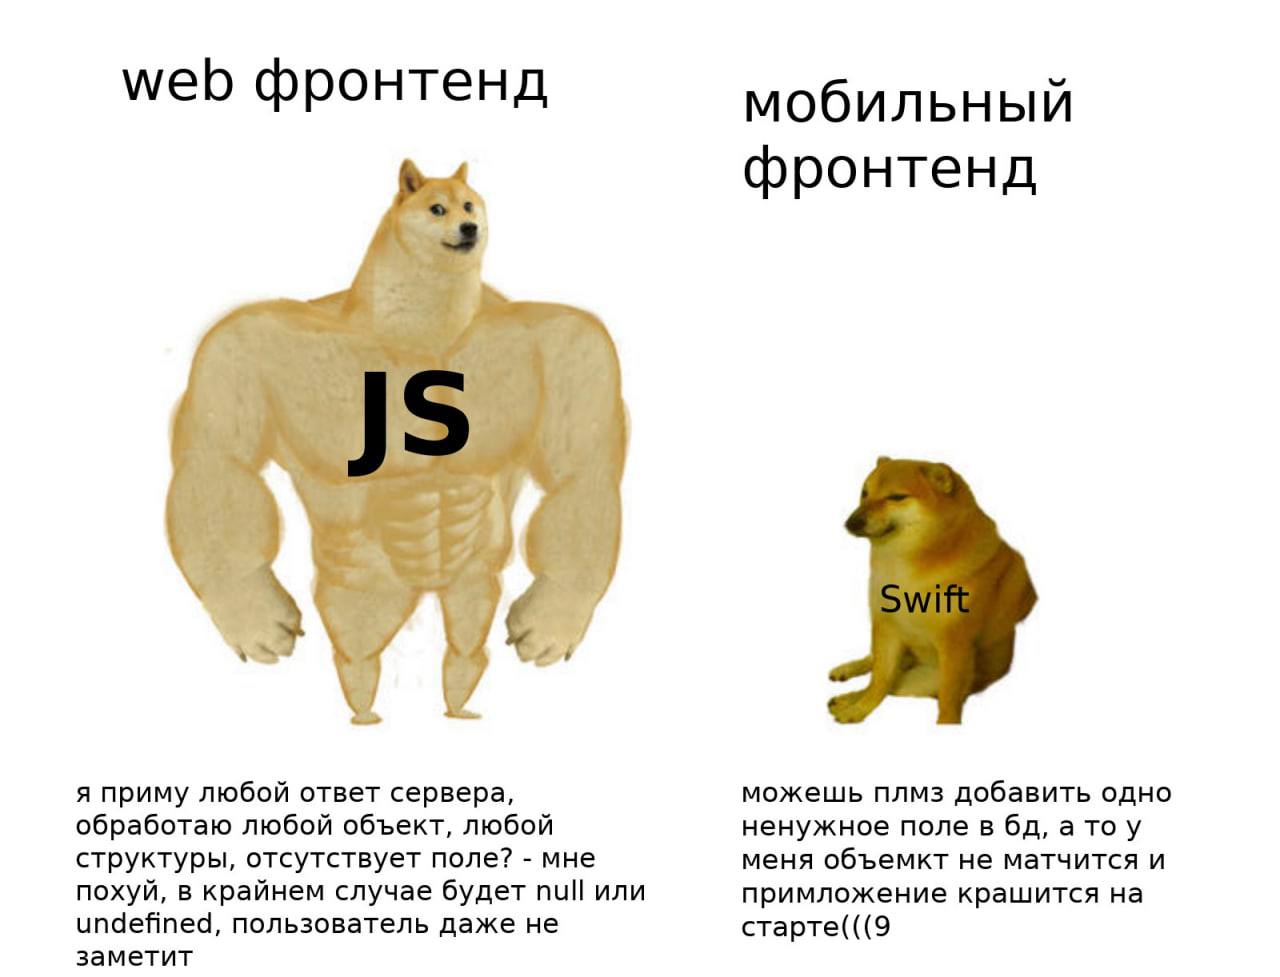 web фронтенд
мобильный
фронтенд
JS
Swift
я приму любой ответ сервера,
обработаю любой объект, любой
структуры, отсутствует поле? - мне
похуй, в крайнем случае будет null или
undefined, пользователь даже не
заметит
можешь плмз добавить одно
ненужное поле в бд, а то у
меня объемкт не матчится и
примложение крашится на
старте(((9